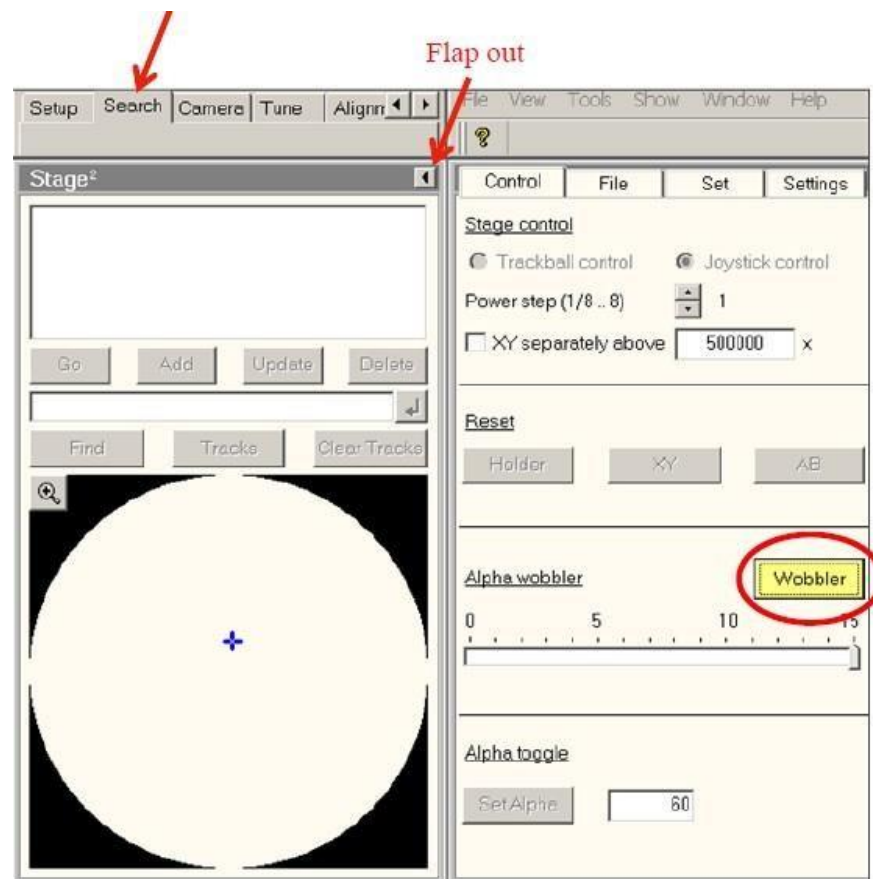 Flap out
Setup Search Camera Tune Alignm
File View Tools Show Window Help
Stage²
Control File Set Settings
Stage control
Trackball control Joystick control
Power step (1/8 .. 8) 1
XY separately above 500000 x
Go Add Update Delete
Find Tracks Clear Tracks
Reset
Holder XY AB
Alpha wobbler Wobbler
0 5 10 15
Alpha toggle
Set Alpha 60